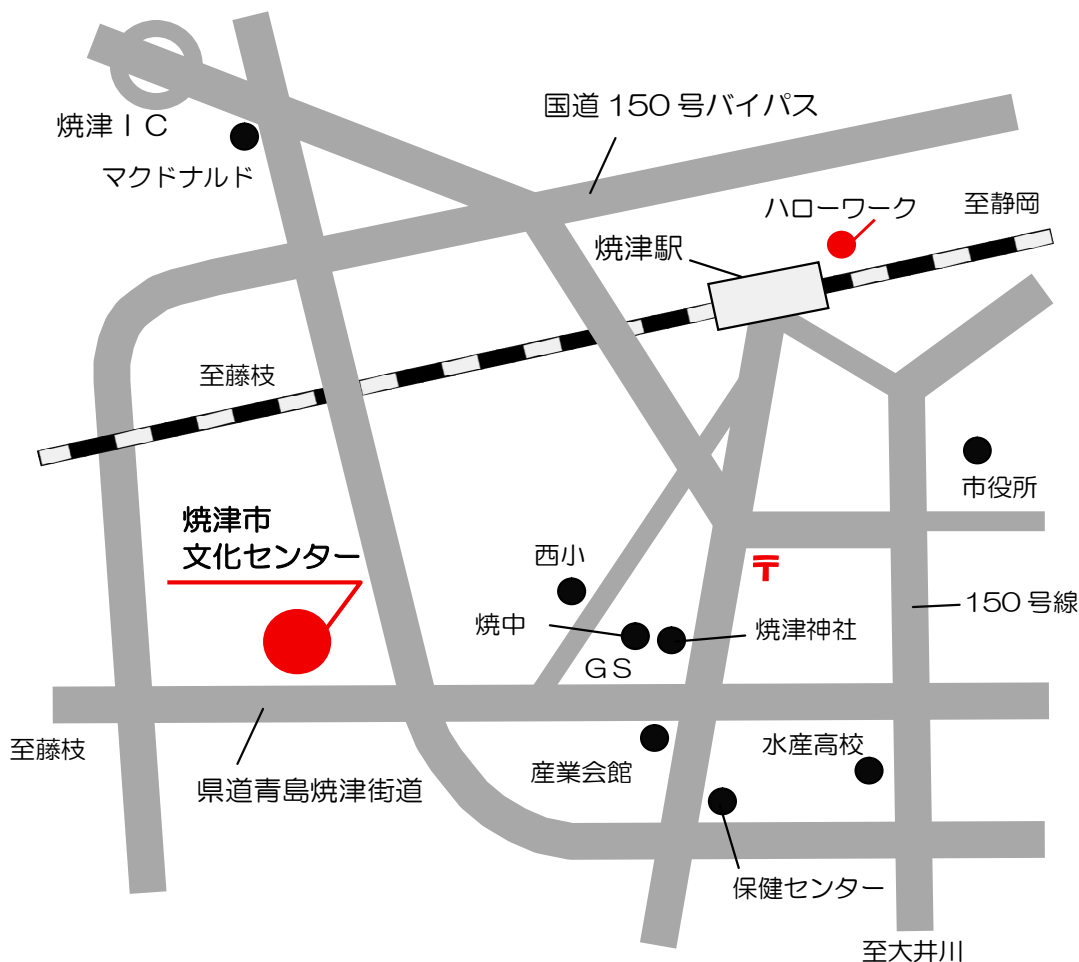 国道150号バイパス
焼津IC
マクドナルド
ハローワーク
至静岡
焼津駅
至藤枝
市役所
焼津市
文化センター
西小
〒
150号線
焼中
焼津神社
GS
至藤枝
水産高校
産業会館
県道青島焼津街道
保健センター
至大井川